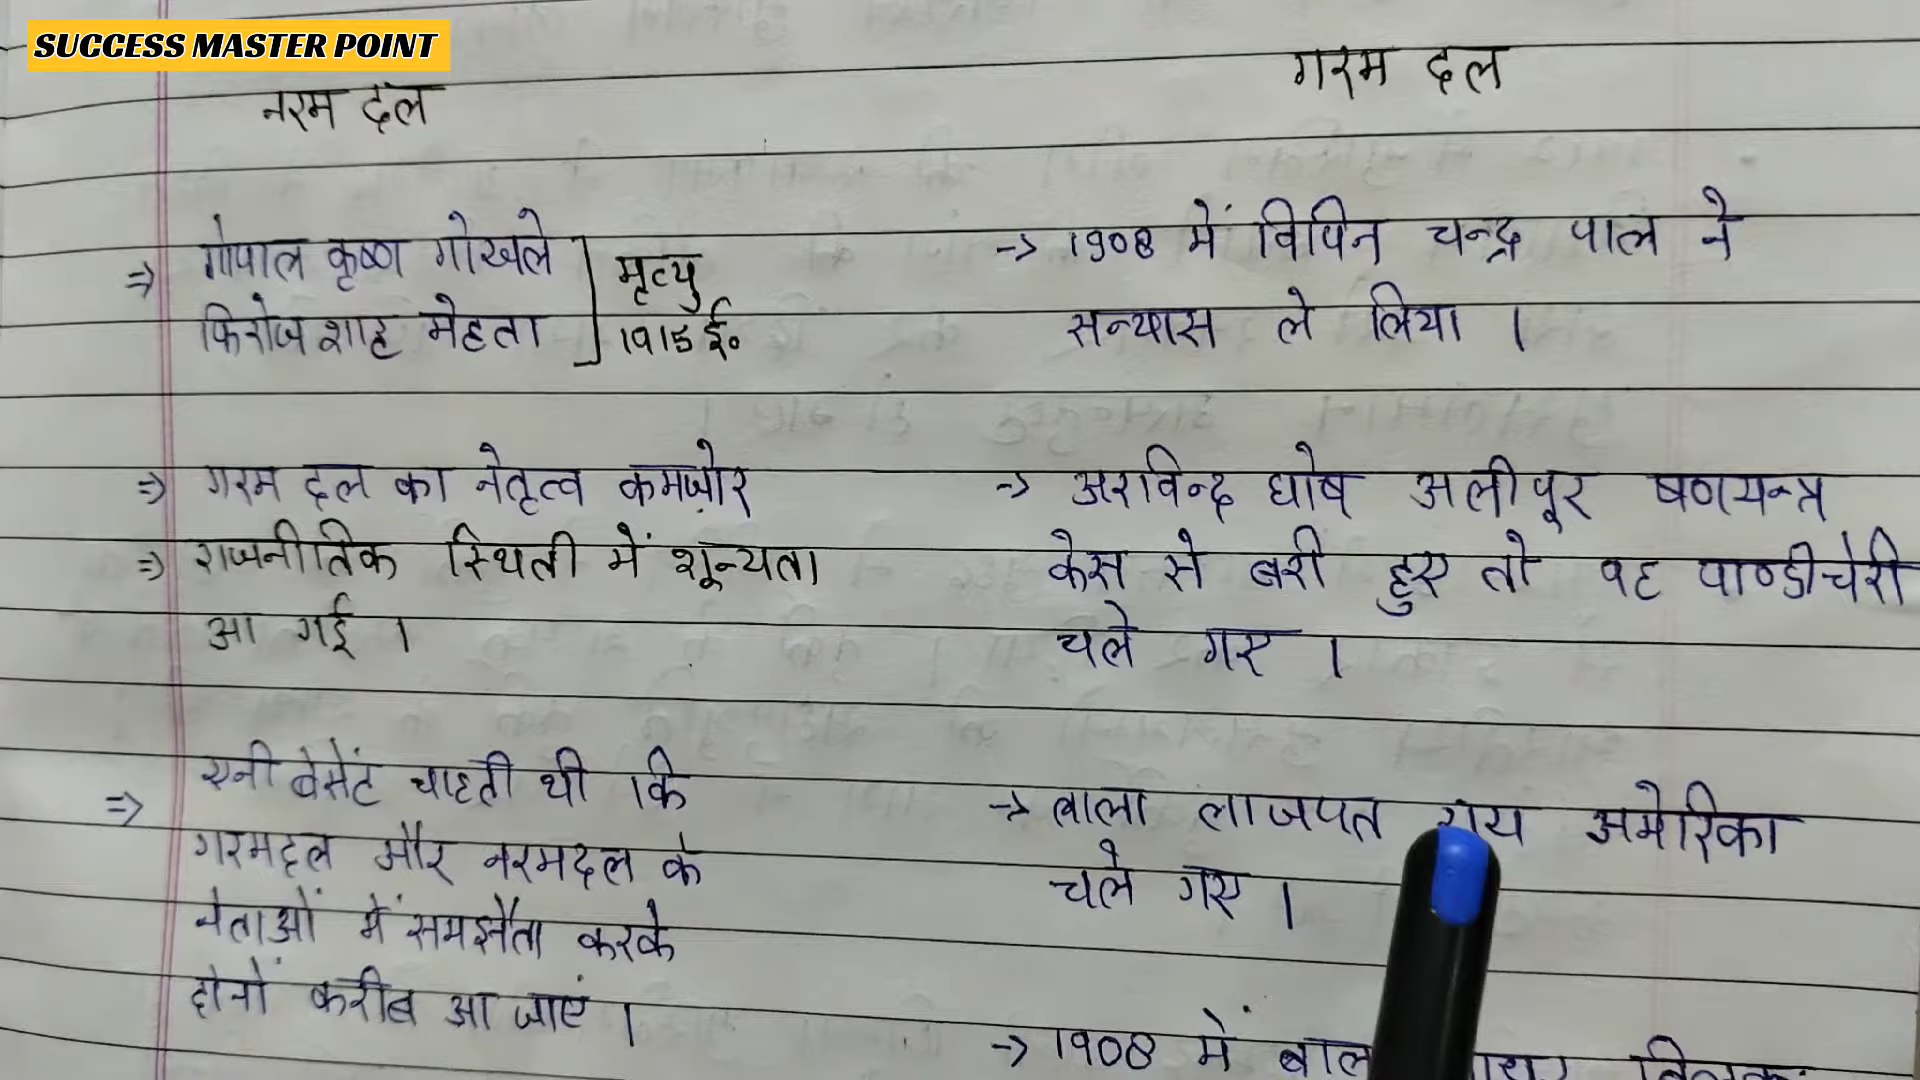 SUCCESS MASTER POINT
नरम दल
गोपाल कृष्ण गोखले
फिरोज शाह मेहता
मृत्यु
1915 ई०
=> गरम दल का नेतृत्व कमज़ोर
=> राजनीतिक स्थिती में शून्यता
आ गई ।
=> एनी बेसेंट चाहती थी कि
गरमदल और नरमदल के
नेताओं में समझौता करके
दोनों करीब आ जाएं ।
गरम दल
-> 1908 में विपिन चन्द्र पाल ने
सन्यास ले लिया ।
-> अरविन्द घोष अलीपूर षणयन्त्र
केस से बरी हुए तो वह पाण्डीचेरी
चले गए ।
-> लाला लाजपत राय अमेरिका
चले गए ।
-> 1908 में बाल